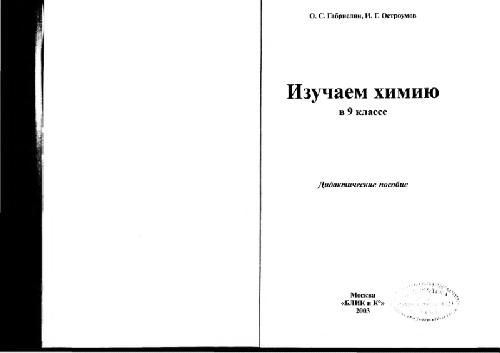 О. С. Габриелян, И. Г. Остроумов
Изучаем химию
в 9 классе
Дидактическое пособие
Москва
«БЛИК и К°»
2003